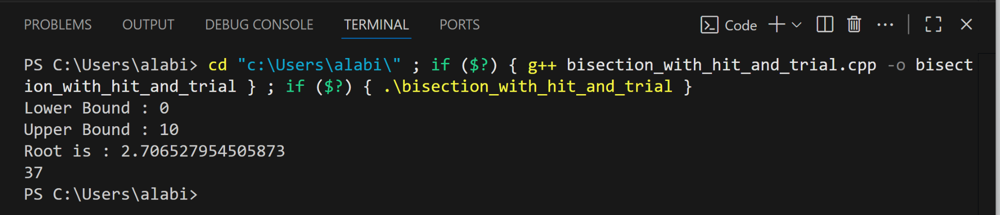 PROBLEMS OUTPUT DEBUG CONSOLE TERMINAL PORTS Code
PS C:\Users\alabi> cd "c:\Users\alabi\" ; if ($?) { g++ bisection_with_hit_and_trial.cpp -o bisect
ion_with_hit_and_trial } ; if ($?) { .\bisection_with_hit_and_trial }
Lower Bound : 0
Upper Bound : 10
Root is : 2.706527954505873
37
PS C:\Users\alabi>